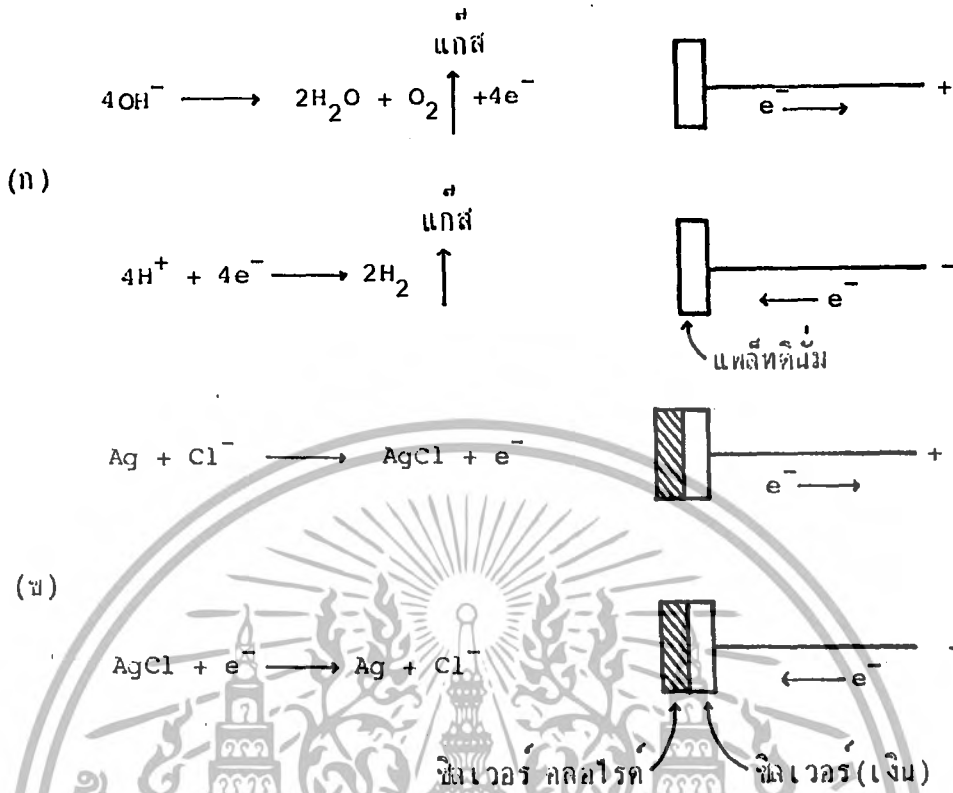 แก๊ส
4OH⁻ ⟶ 2H₂O + O₂ ↑ +4e⁻
e⁻ → +
(ก)
แก๊ส
4H⁺ + 4e⁻ ⟶ 2H₂ ↑
← e⁻ -
แพล็ททินั่ม
Ag + Cl⁻ ⟶ AgCl + e⁻
e⁻ → +
(ข)
AgCl + e⁻ ⟶ Ag + Cl⁻
← e⁻ -
ซิลเวอร์ คลอไรด์ ซิลเวอร์(เงิน)